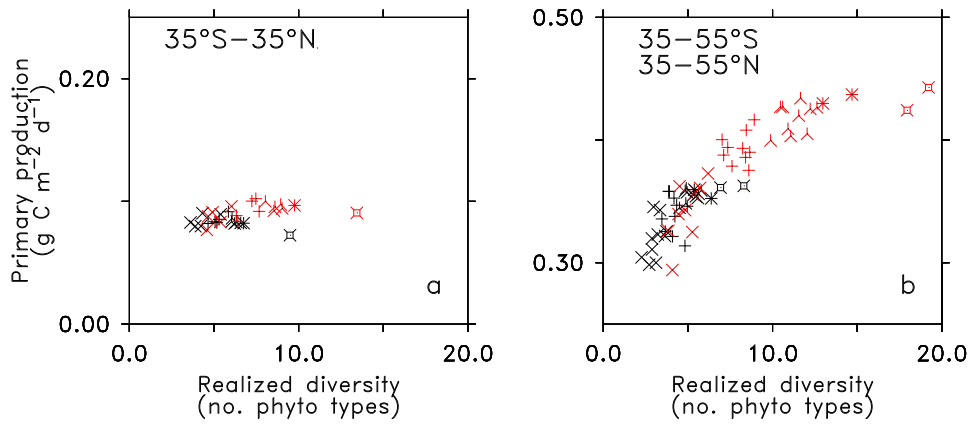 Primary production
(g C m⁻² d⁻¹)
0.20
0.00
35°S−35°N
a
0.0
10.0
20.0
Realized diversity
(no. phyto types)
0.50
0.30
35−55°S
35−55°N
b
0.0
10.0
20.0
Realized diversity
(no. phyto types)